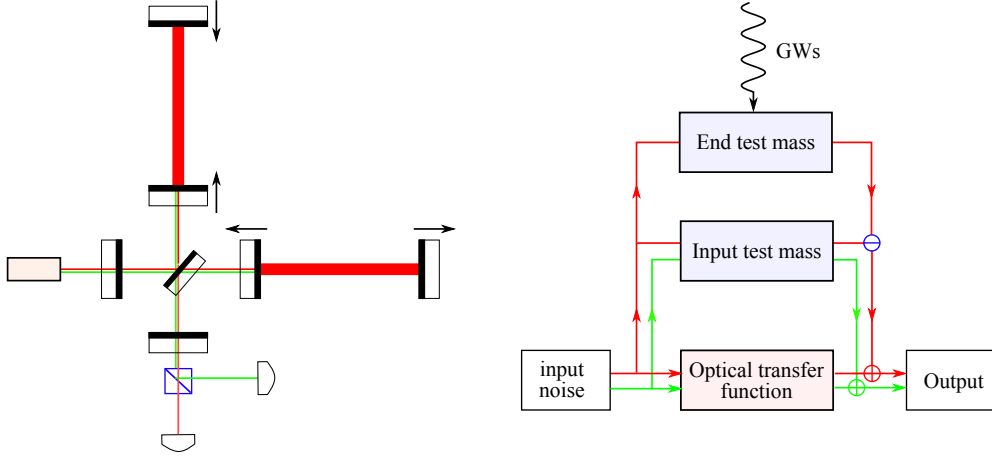 GWs
End test mass
Input test mass
input
noise
Optical transfer
function
Output